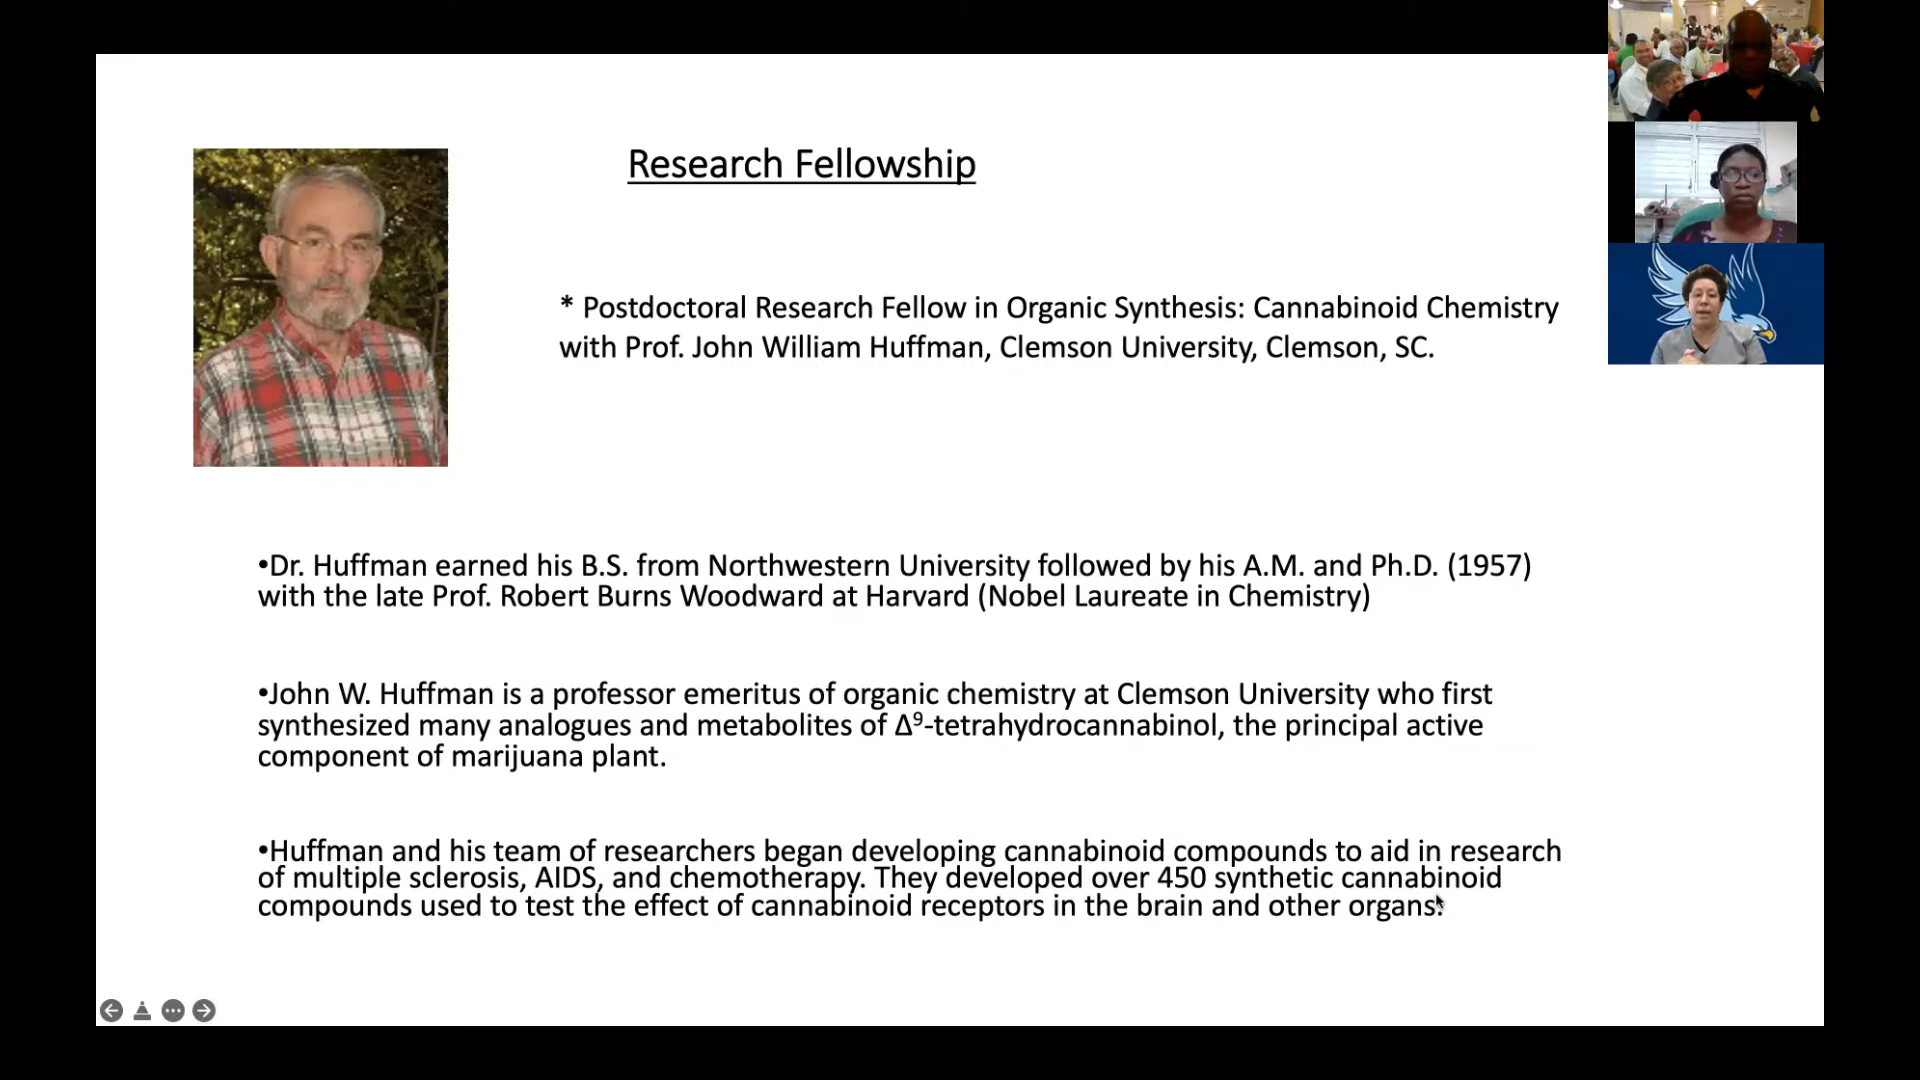 Research Fellowship
* Postdoctoral Research Fellow in Organic Synthesis: Cannabinoid Chemistry
with Prof. John William Huffman, Clemson University, Clemson, SC.
•Dr. Huffman earned his B.S. from Northwestern University followed by his A.M. and Ph.D. (1957)
with the late Prof. Robert Burns Woodward at Harvard (Nobel Laureate in Chemistry)
•John W. Huffman is a professor emeritus of organic chemistry at Clemson University who first
synthesized many analogues and metabolites of Δ⁹-tetrahydrocannabinol, the principal active
component of marijuana plant.
•Huffman and his team of researchers began developing cannabinoid compounds to aid in research
of multiple sclerosis, AIDS, and chemotherapy. They developed over 450 synthetic cannabinoid
compounds used to test the effect of cannabinoid receptors in the brain and other organs.